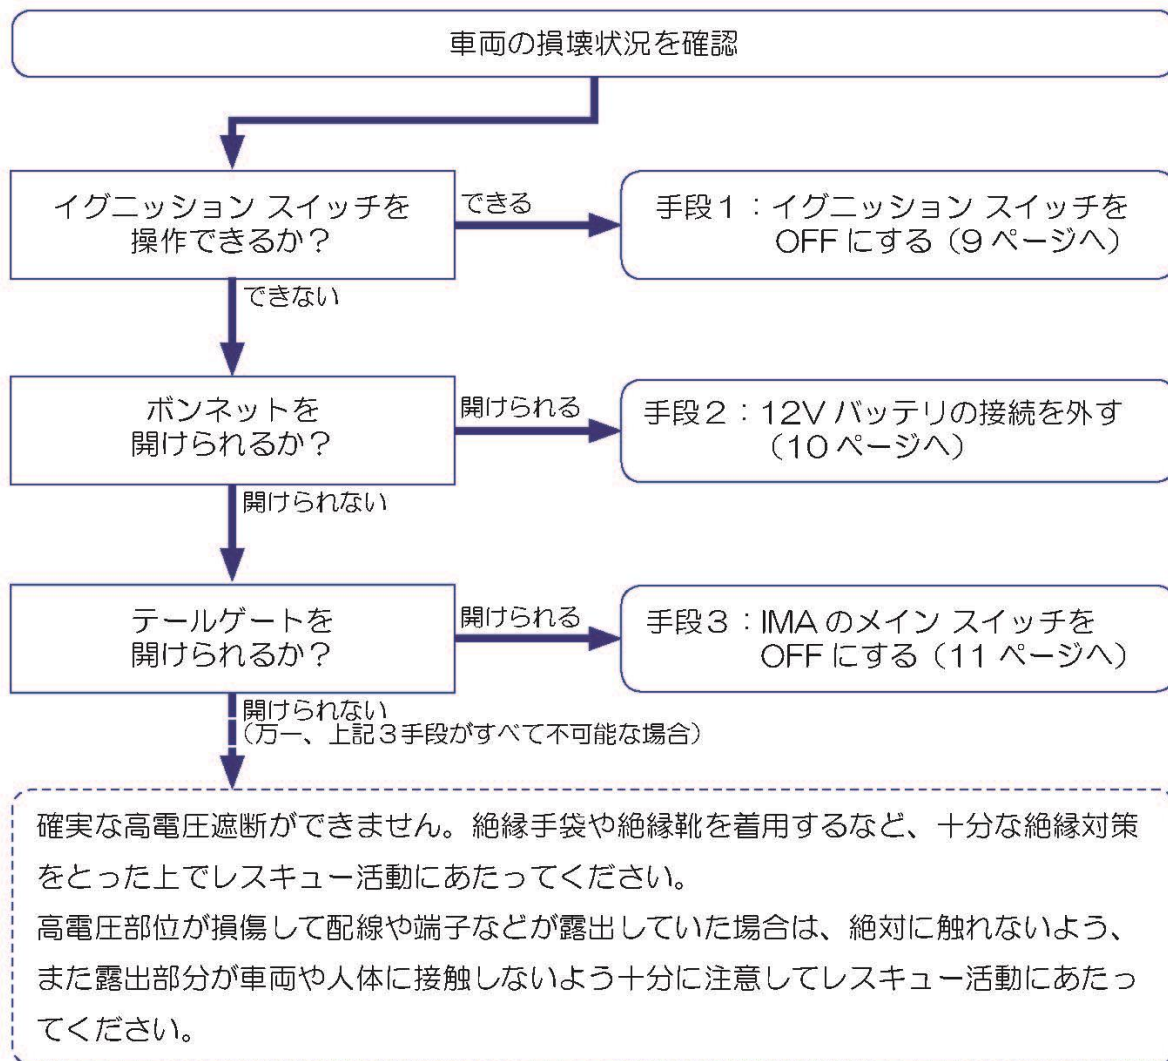 車両の損壊状況を確認
イグニッション スイッチを
操作できるか？
できる
手段１：イグニッション スイッチを
OFF にする（９ページへ）
できない
ボンネットを
開けられるか？
開けられる
手段２：１２Ｖ バッテリの接続を外す
（１０ページへ）
開けられない
テールゲートを
開けられるか？
開けられる
手段３：IMA のメイン スイッチを
OFF にする（１１ ページへ）
開けられない
（万一、上記３手段がすべて不可能な場合）
確実な高電圧遮断ができません。絶縁手袋や絶縁靴を着用するなど、十分な絶縁対策
をとった上でレスキュー活動にあたってください。
高電圧部位が損傷して配線や端子などが露出していた場合は、絶対に触れないよう、
また露出部分が車両や人体に接触しないよう十分に注意してレスキュー活動にあたっ
てください。